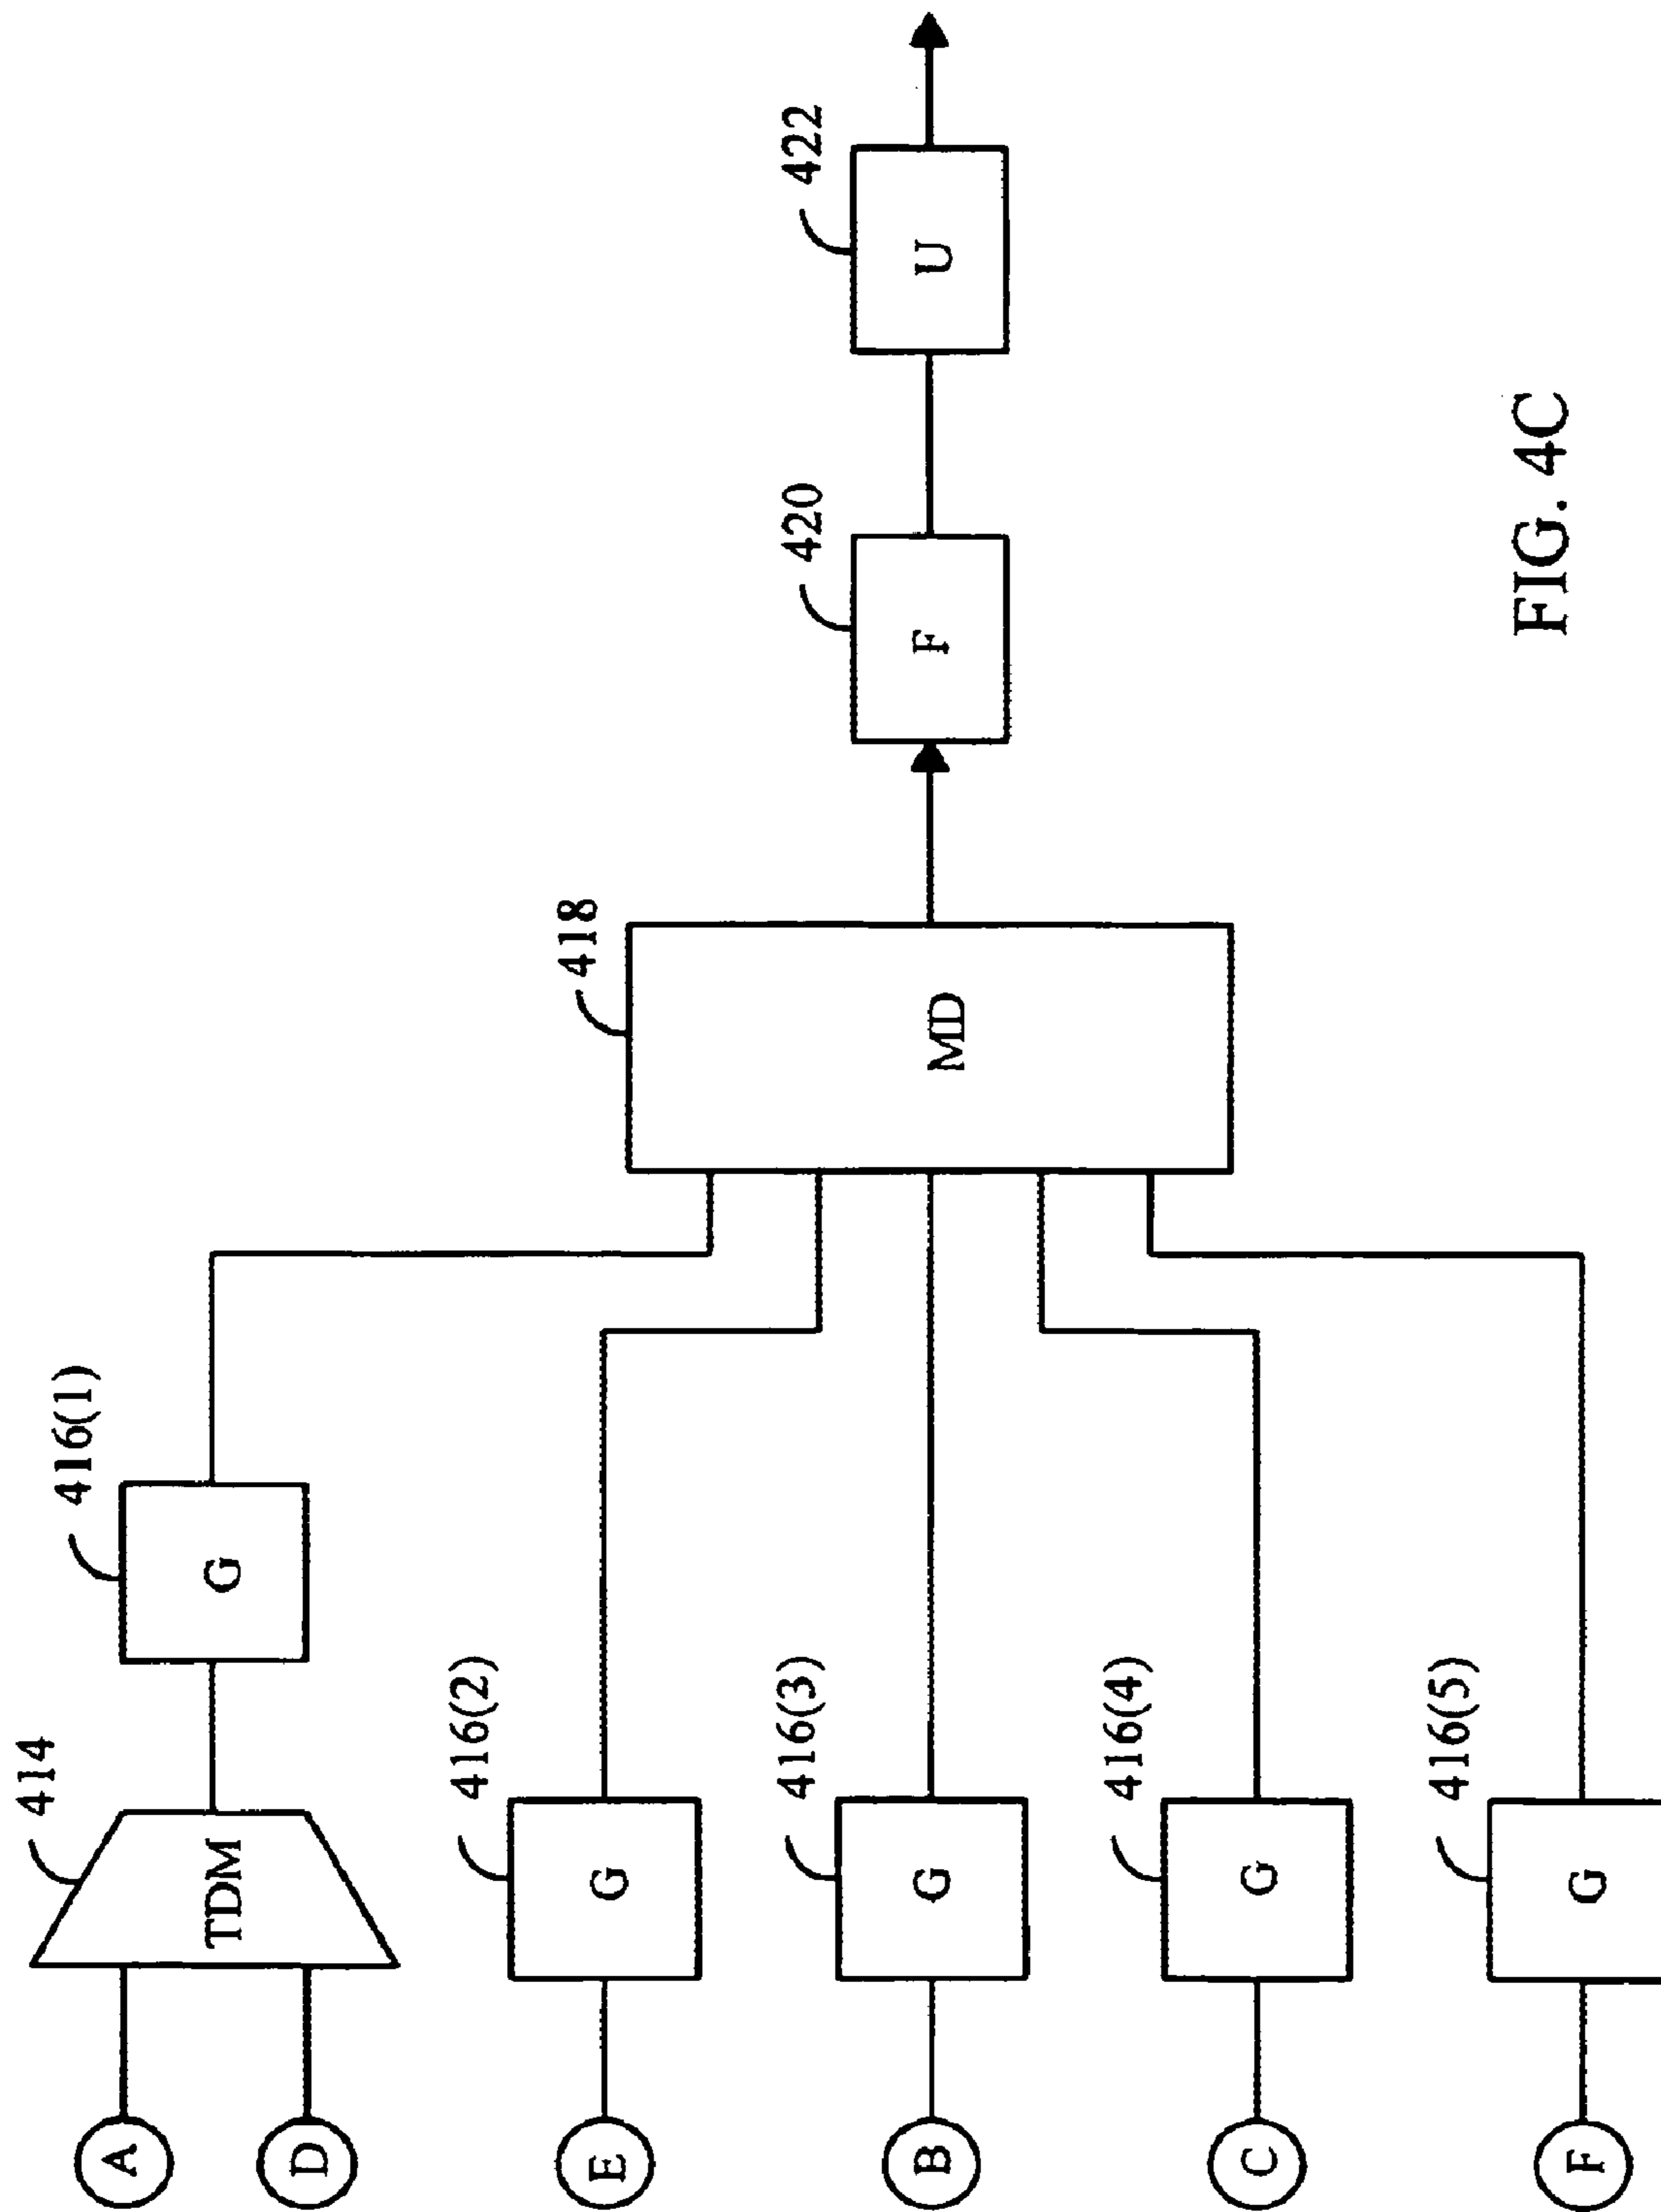 A
D
E
B
C
F
414
TDM
416(1)
G
416(2)
G
416(3)
G
416(4)
G
416(5)
G
418
MD
420
F
422
U
FIG. 4C